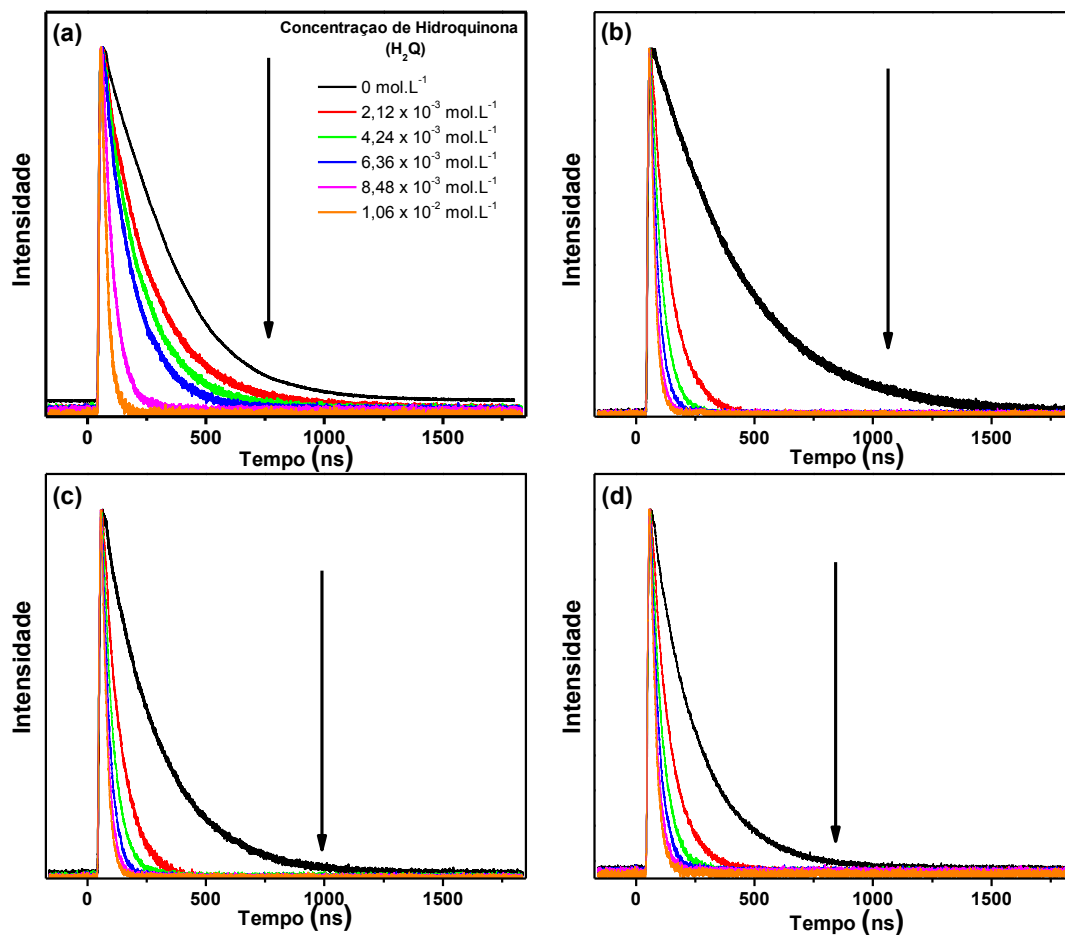 (a)
Concentraçao de Hidroquinona
(H₂Q)
0 mol.L⁻¹
2,12 x 10⁻³ mol.L⁻¹
4,24 x 10⁻³ mol.L⁻¹
6,36 x 10⁻³ mol.L⁻¹
8,48 x 10⁻³ mol.L⁻¹
1,06 x 10⁻² mol.L⁻¹
Intensidade
0 500 1000 1500
Tempo (ns)
(b)
Intensidade
0 500 1000 1500
Tempo (ns)
(c)
Intensidade
0 500 1000 1500
Tempo (ns)
(d)
Intensidade
0 500 1000 1500
Tempo (ns)